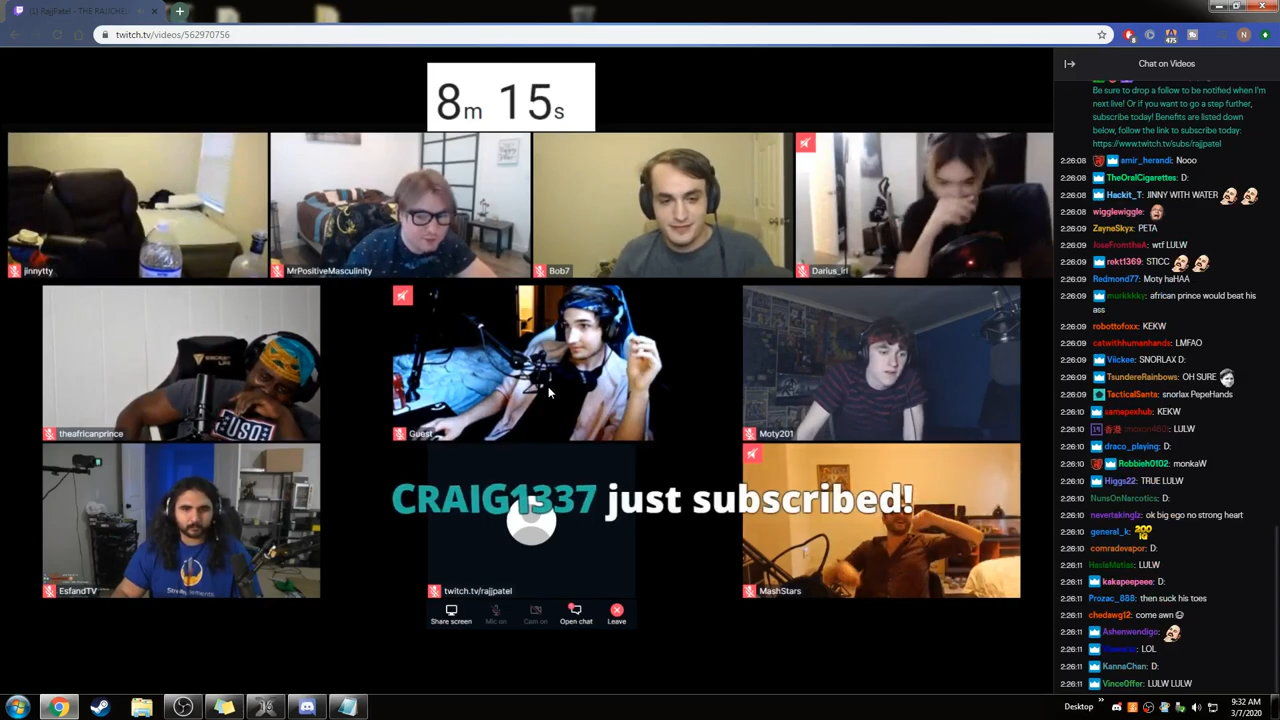 (1) RajjPatel - THE RAJJCHEL
twitch.tv/videos/562970756
Chat on Videos
8m 15s
jinnytty
MrPositiveMasculinity
Bob7
Darius_irl
theafricanprince
Guest
Moty201
CRAIG1337 just subscribed!
EsfandTV
twitch.tv/rajjpatel
MashStars
Share screen
Mic on
Cam on
Open chat
Leave
Be sure to drop a follow to be notified when I'm
next live! Or if you want to go a step further,
subscribe today! Benefits are listed down
below, follow the link to subscribe today:
https://www.twitch.tv/subs/rajjpatel
2:26:08 amir_herandi: Nooo
2:26:08 TheOralCigarettes: D:
2:26:08 Hackit_T: JINNY WITH WATER
2:26:08 wigglewiggle:
2:26:09 ZayneSkyx: PETA
2:26:09 JoseFromtheA: wtf LULW
2:26:09 rekt1369: STICC
2:26:09 Redmond77: Moty haHAA
2:26:09 murkkkky: african prince would beat his
ass
2:26:09 robottofoxx: KEKW
2:26:09 catwithhumanhands: LMFAO
2:26:09 Viickee: SNORLAX D:
2:26:09 TsundereRainbows: OH SURE
2:26:09 TacticalSanta: snorlax PepeHands
2:26:10 samapexhub: KEKW
2:26:10 LULW
2:26:10 draco_playing: D:
2:26:10 Robbieh0102: monkaW
2:26:10 Higgs22: TRUE LULW
2:26:10 NunsOnNarcotics: D:
2:26:10 nevertakinglz: ok big ego no strong heart
2:26:10 general_k: 200 IQ
2:26:10 comradevapor: D:
2:26:11 HasleMatiss: LULW
2:26:11 kakapeepeee: D:
2:26:11 Prozac_888: then suck his toes
2:26:11 chedawg12: come awn
2:26:11 Ashenwendigo:
2:26:11 LOL
2:26:11 KannaChan: D:
2:26:11 VinceOffer: LULW LULW
Desktop
9:32 AM
3/7/2020